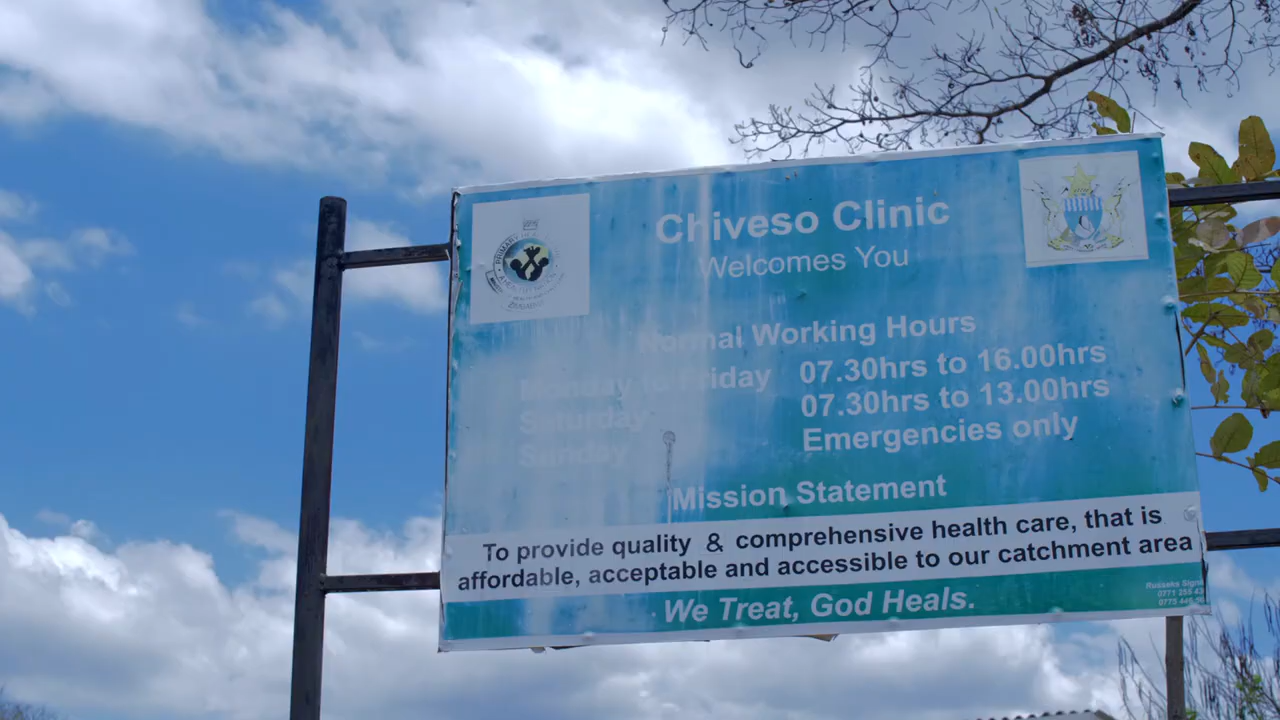 Chiveso Clinic
Welcomes You
Normal Working Hours
Monday to Friday 07.30hrs to 16.00hrs
Saturday 07.30hrs to 13.00hrs
Sunday Emergencies only
Mission Statement
To provide quality & comprehensive health care, that is
affordable, acceptable and accessible to our catchment area
We Treat, God Heals.
Russeks Signs